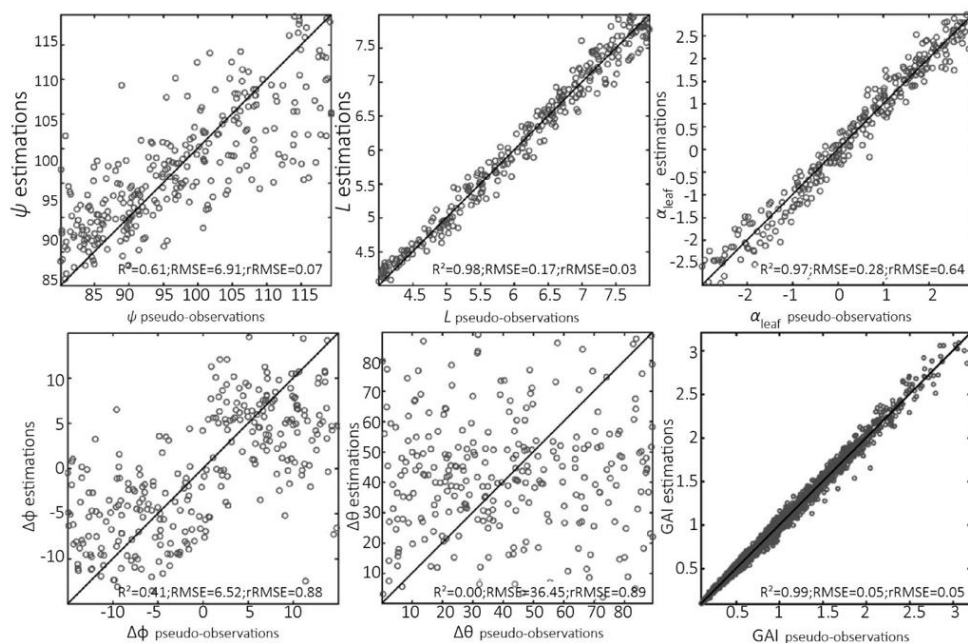 115
110
105
100
95
90
85
ψ estimations
R²=0.61;RMSE=6.91;rRMSE=0.07
85 90 95 100 105 110 115
ψ pseudo-observations
7.5
7
6.5
6
5.5
5
4.5
L estimations
R²=0.98;RMSE=0.17;rRMSE=0.03
4.5 5 5.5 6 6.5 7 7.5
L pseudo-observations
2.5
2
1.5
1
0.5
0
-0.5
-1
-1.5
-2
-2.5
α leaf estimations
R²=0.97;RMSE=0.28;rRMSE=0.64
-2 -1 0 1 2
α leaf pseudo-observations
10
5
0
-5
-10
Δϕ estimations
R²=0.41;RMSE=6.52;rRMSE=0.88
-10 -5 0 5 10
Δϕ pseudo-observations
80
70
60
50
40
30
20
10
Δθ estimations
R²=0.00;RMSE=36.45;rRMSE=0.89
10 20 30 40 50 60 70 80
Δθ pseudo-observations
3
2.5
2
1.5
1
0.5
GAI estimations
R²=0.99;RMSE=0.05;rRMSE=0.05
0.5 1 1.5 2 2.5 3
GAI pseudo-observations